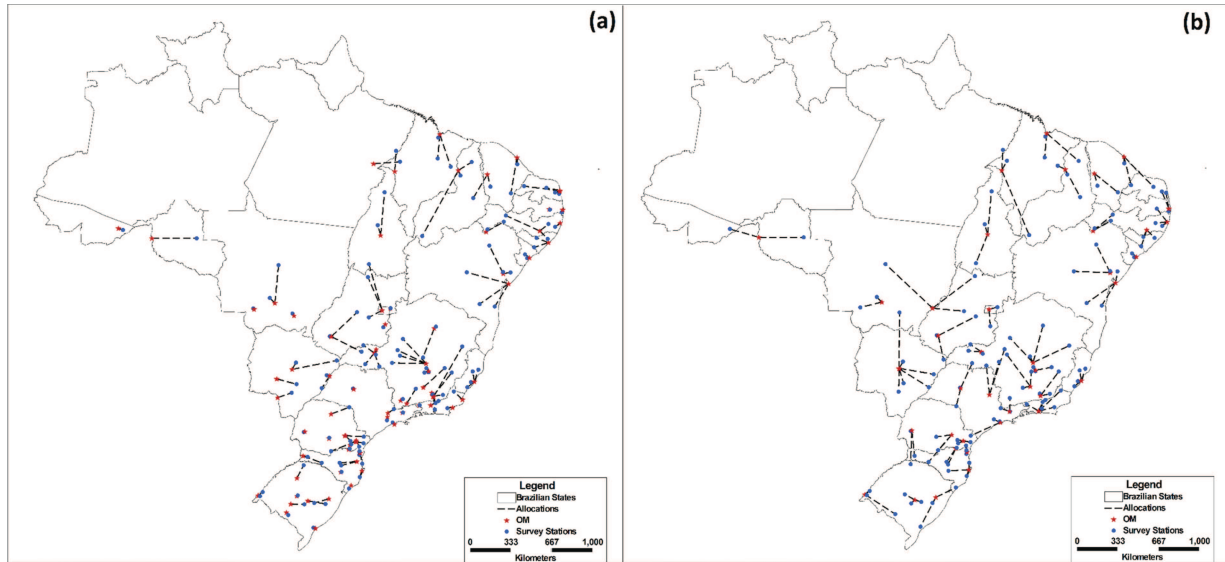 (a)
Legend
Brazilian States
Allocations
OM
Survey Stations
0 333 667 1,000
Kilometers
(b)
Legend
Brazilian States
Allocations
OM
Survey Stations
0 333 667 1,000
Kilometers